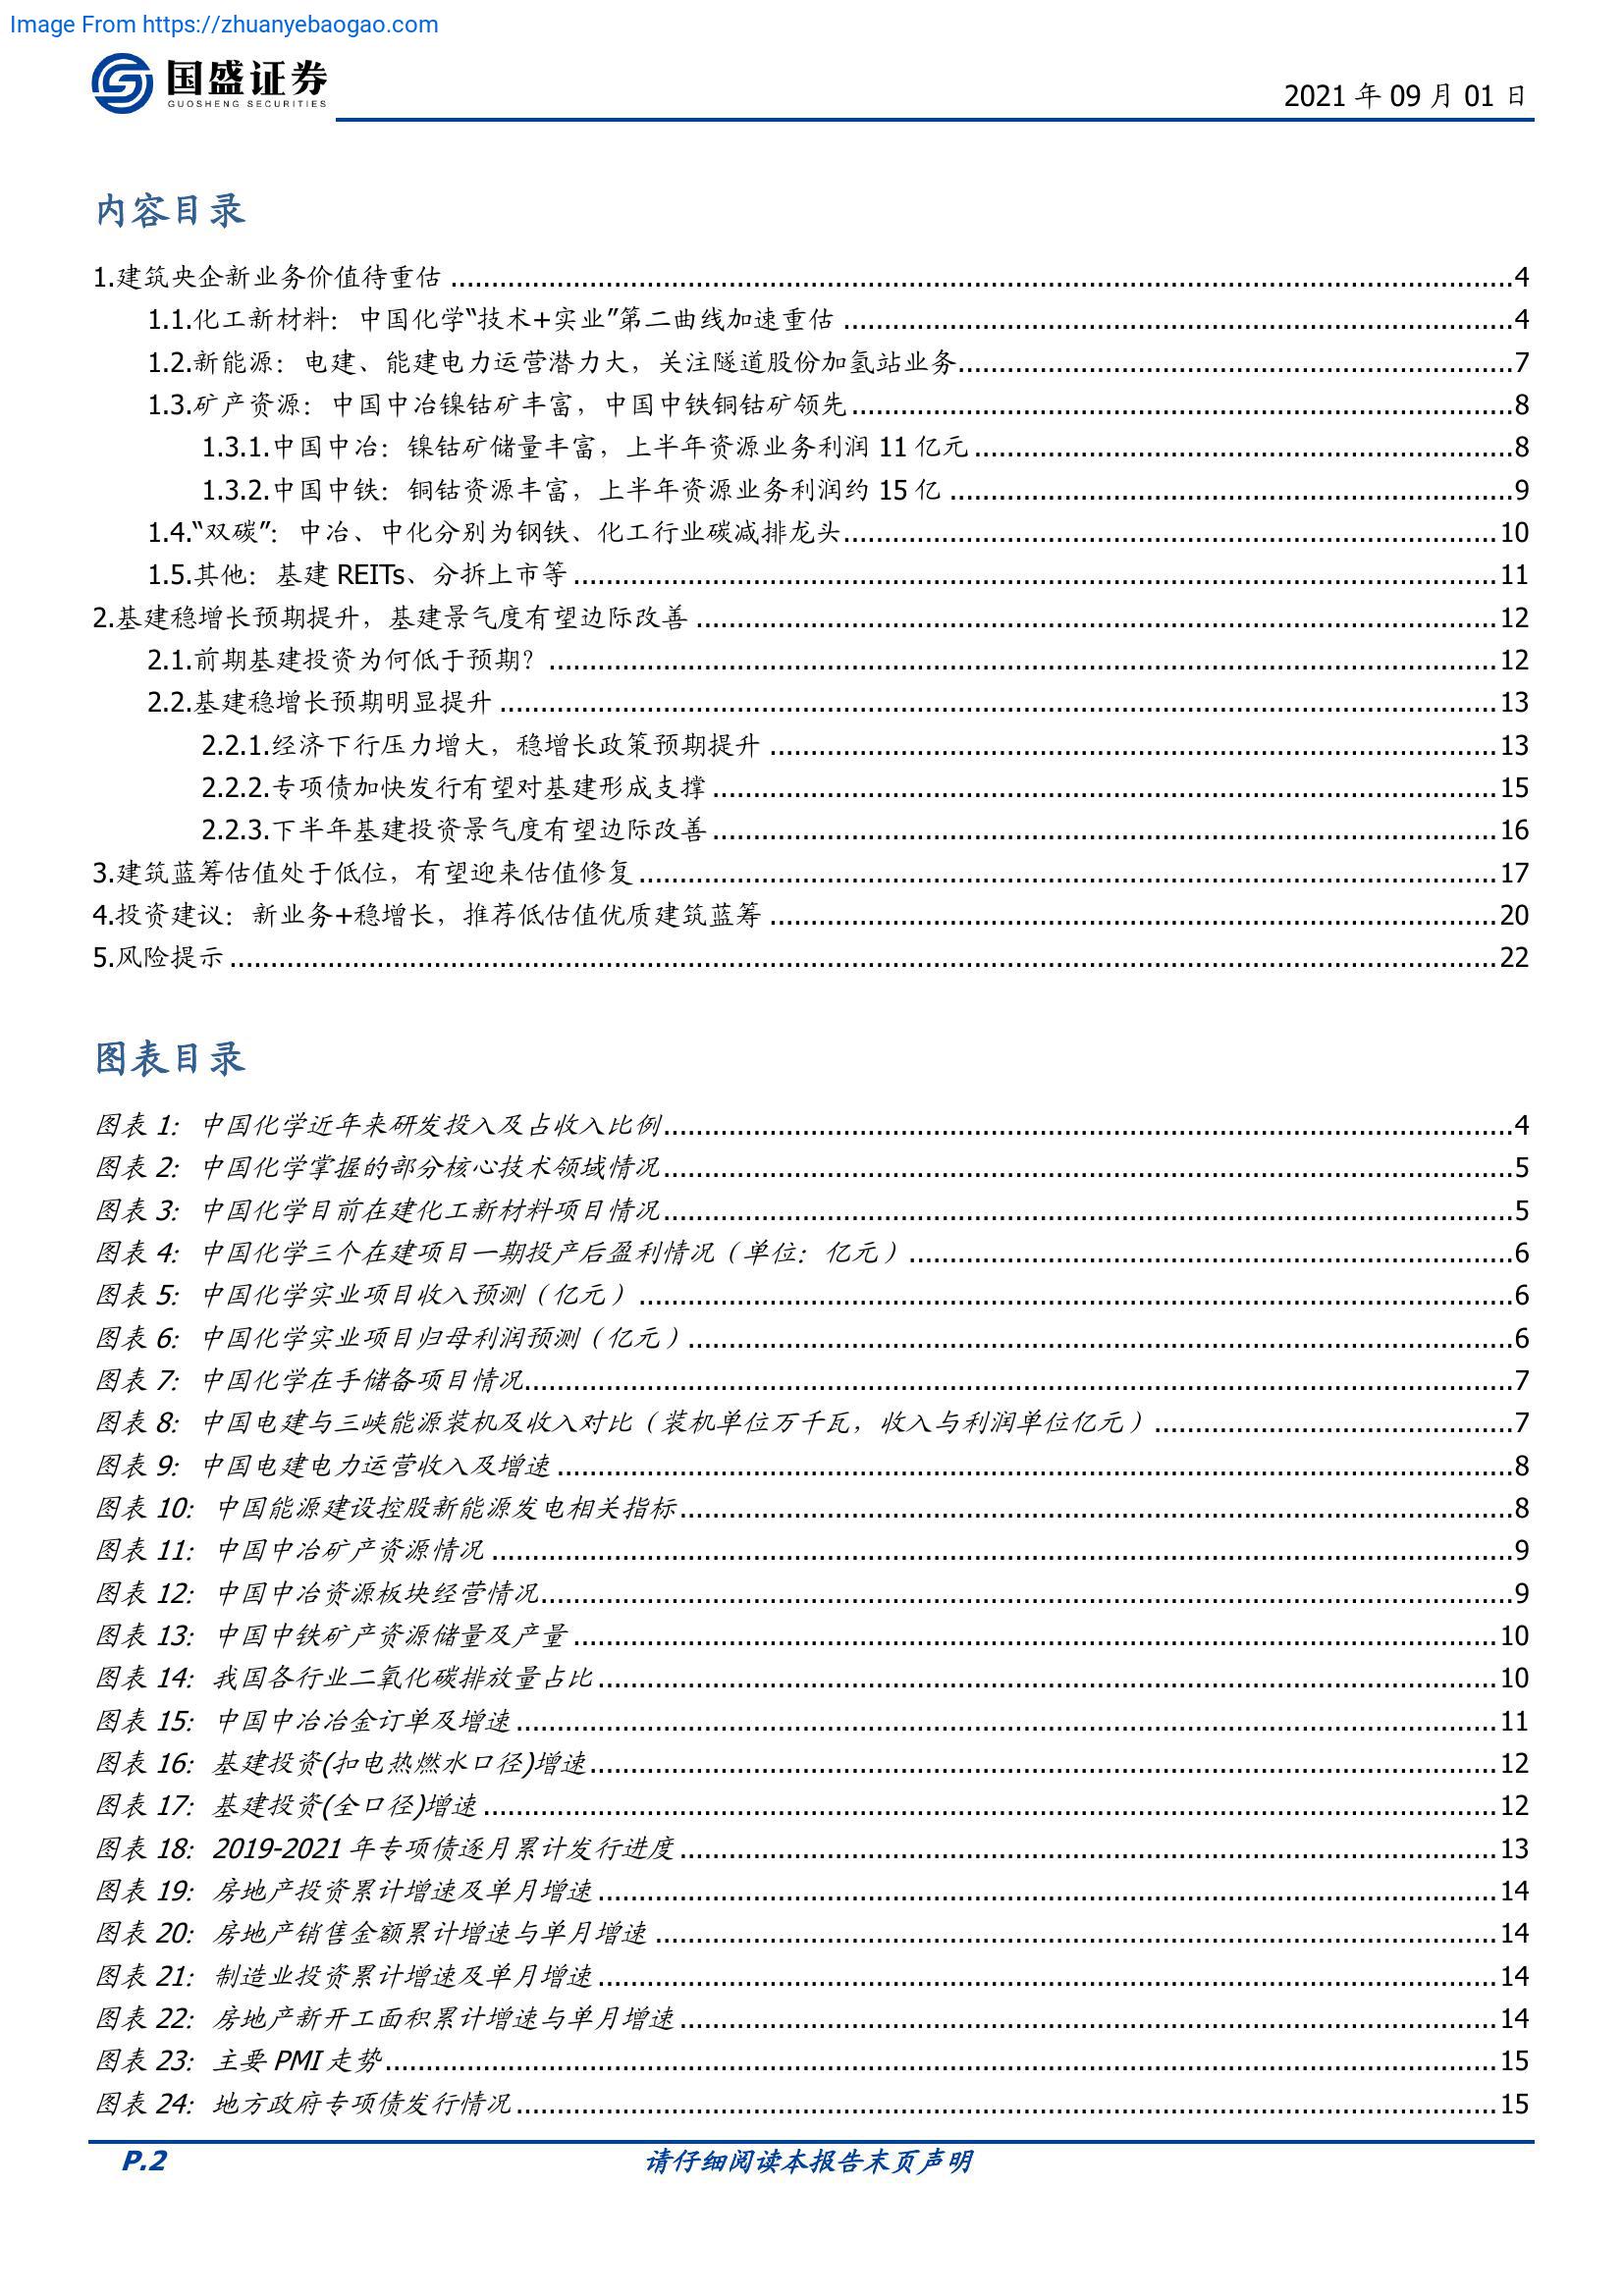 Image From https://zhuanyebaogao.com
国盛证券
GUOSHENG SECURITIES
2021 年 09 月 01 日
内容目录
1.建筑央企新业务价值待重估 4
1.1.化工新材料：中国化学“技术+实业”第二曲线加速重估 4
1.2.新能源：电建、能建电力运营潜力大，关注隧道股份加氢站业务 7
1.3.矿产资源：中国中冶镍钴矿丰富，中国中铁铜钴矿领先 8
1.3.1.中国中冶：镍钴矿储量丰富，上半年资源业务利润 11 亿元 8
1.3.2.中国中铁：铜钴资源丰富，上半年资源业务利润约 15 亿 9
1.4.“双碳”：中冶、中化分别为钢铁、化工行业碳减排龙头 10
1.5.其他：基建 REITs、分拆上市等 11
2.基建稳增长预期提升，基建景气度有望边际改善 12
2.1.前期基建投资为何低于预期？ 12
2.2.基建稳增长预期明显提升 13
2.2.1.经济下行压力增大，稳增长政策预期提升 13
2.2.2.专项债加快发行有望对基建形成支撑 15
2.2.3.下半年基建投资景气度有望边际改善 16
3.建筑蓝筹估值处于低位，有望迎来估值修复 17
4.投资建议：新业务+稳增长，推荐低估值优质建筑蓝筹 20
5.风险提示 22
图表目录
图表 1：中国化学近年来研发投入及占收入比例 4
图表 2：中国化学掌握的部分核心技术领域情况 5
图表 3：中国化学目前在建化工新材料项目情况 5
图表 4：中国化学三个在建项目一期投产后盈利情况（单位：亿元） 6
图表 5：中国化学实业项目收入预测（亿元） 6
图表 6：中国化学实业项目归母利润预测（亿元） 6
图表 7：中国化学在手储备项目情况 7
图表 8：中国电建与三峡能源装机及收入对比（装机单位万千瓦，收入与利润单位亿元） 7
图表 9：中国电建电力运营收入及增速 8
图表 10：中国能源建设控股新能源发电相关指标 8
图表 11：中国中冶矿产资源情况 9
图表 12：中国中冶资源板块经营情况 9
图表 13：中国中铁矿产资源储量及产量 10
图表 14：我国各行业二氧化碳排放量占比 10
图表 15：中国中冶冶金订单及增速 11
图表 16：基建投资(扣电热燃水口径)增速 12
图表 17：基建投资(全口径)增速 12
图表 18：2019-2021 年专项债逐月累计发行进度 13
图表 19：房地产投资累计增速及单月增速 14
图表 20：房地产销售金额累计增速与单月增速 14
图表 21：制造业投资累计增速及单月增速 14
图表 22：房地产新开工面积累计增速与单月增速 14
图表 23：主要 PMI 走势 15
图表 24：地方政府专项债发行情况 15
P.2 请仔细阅读本报告末页声明